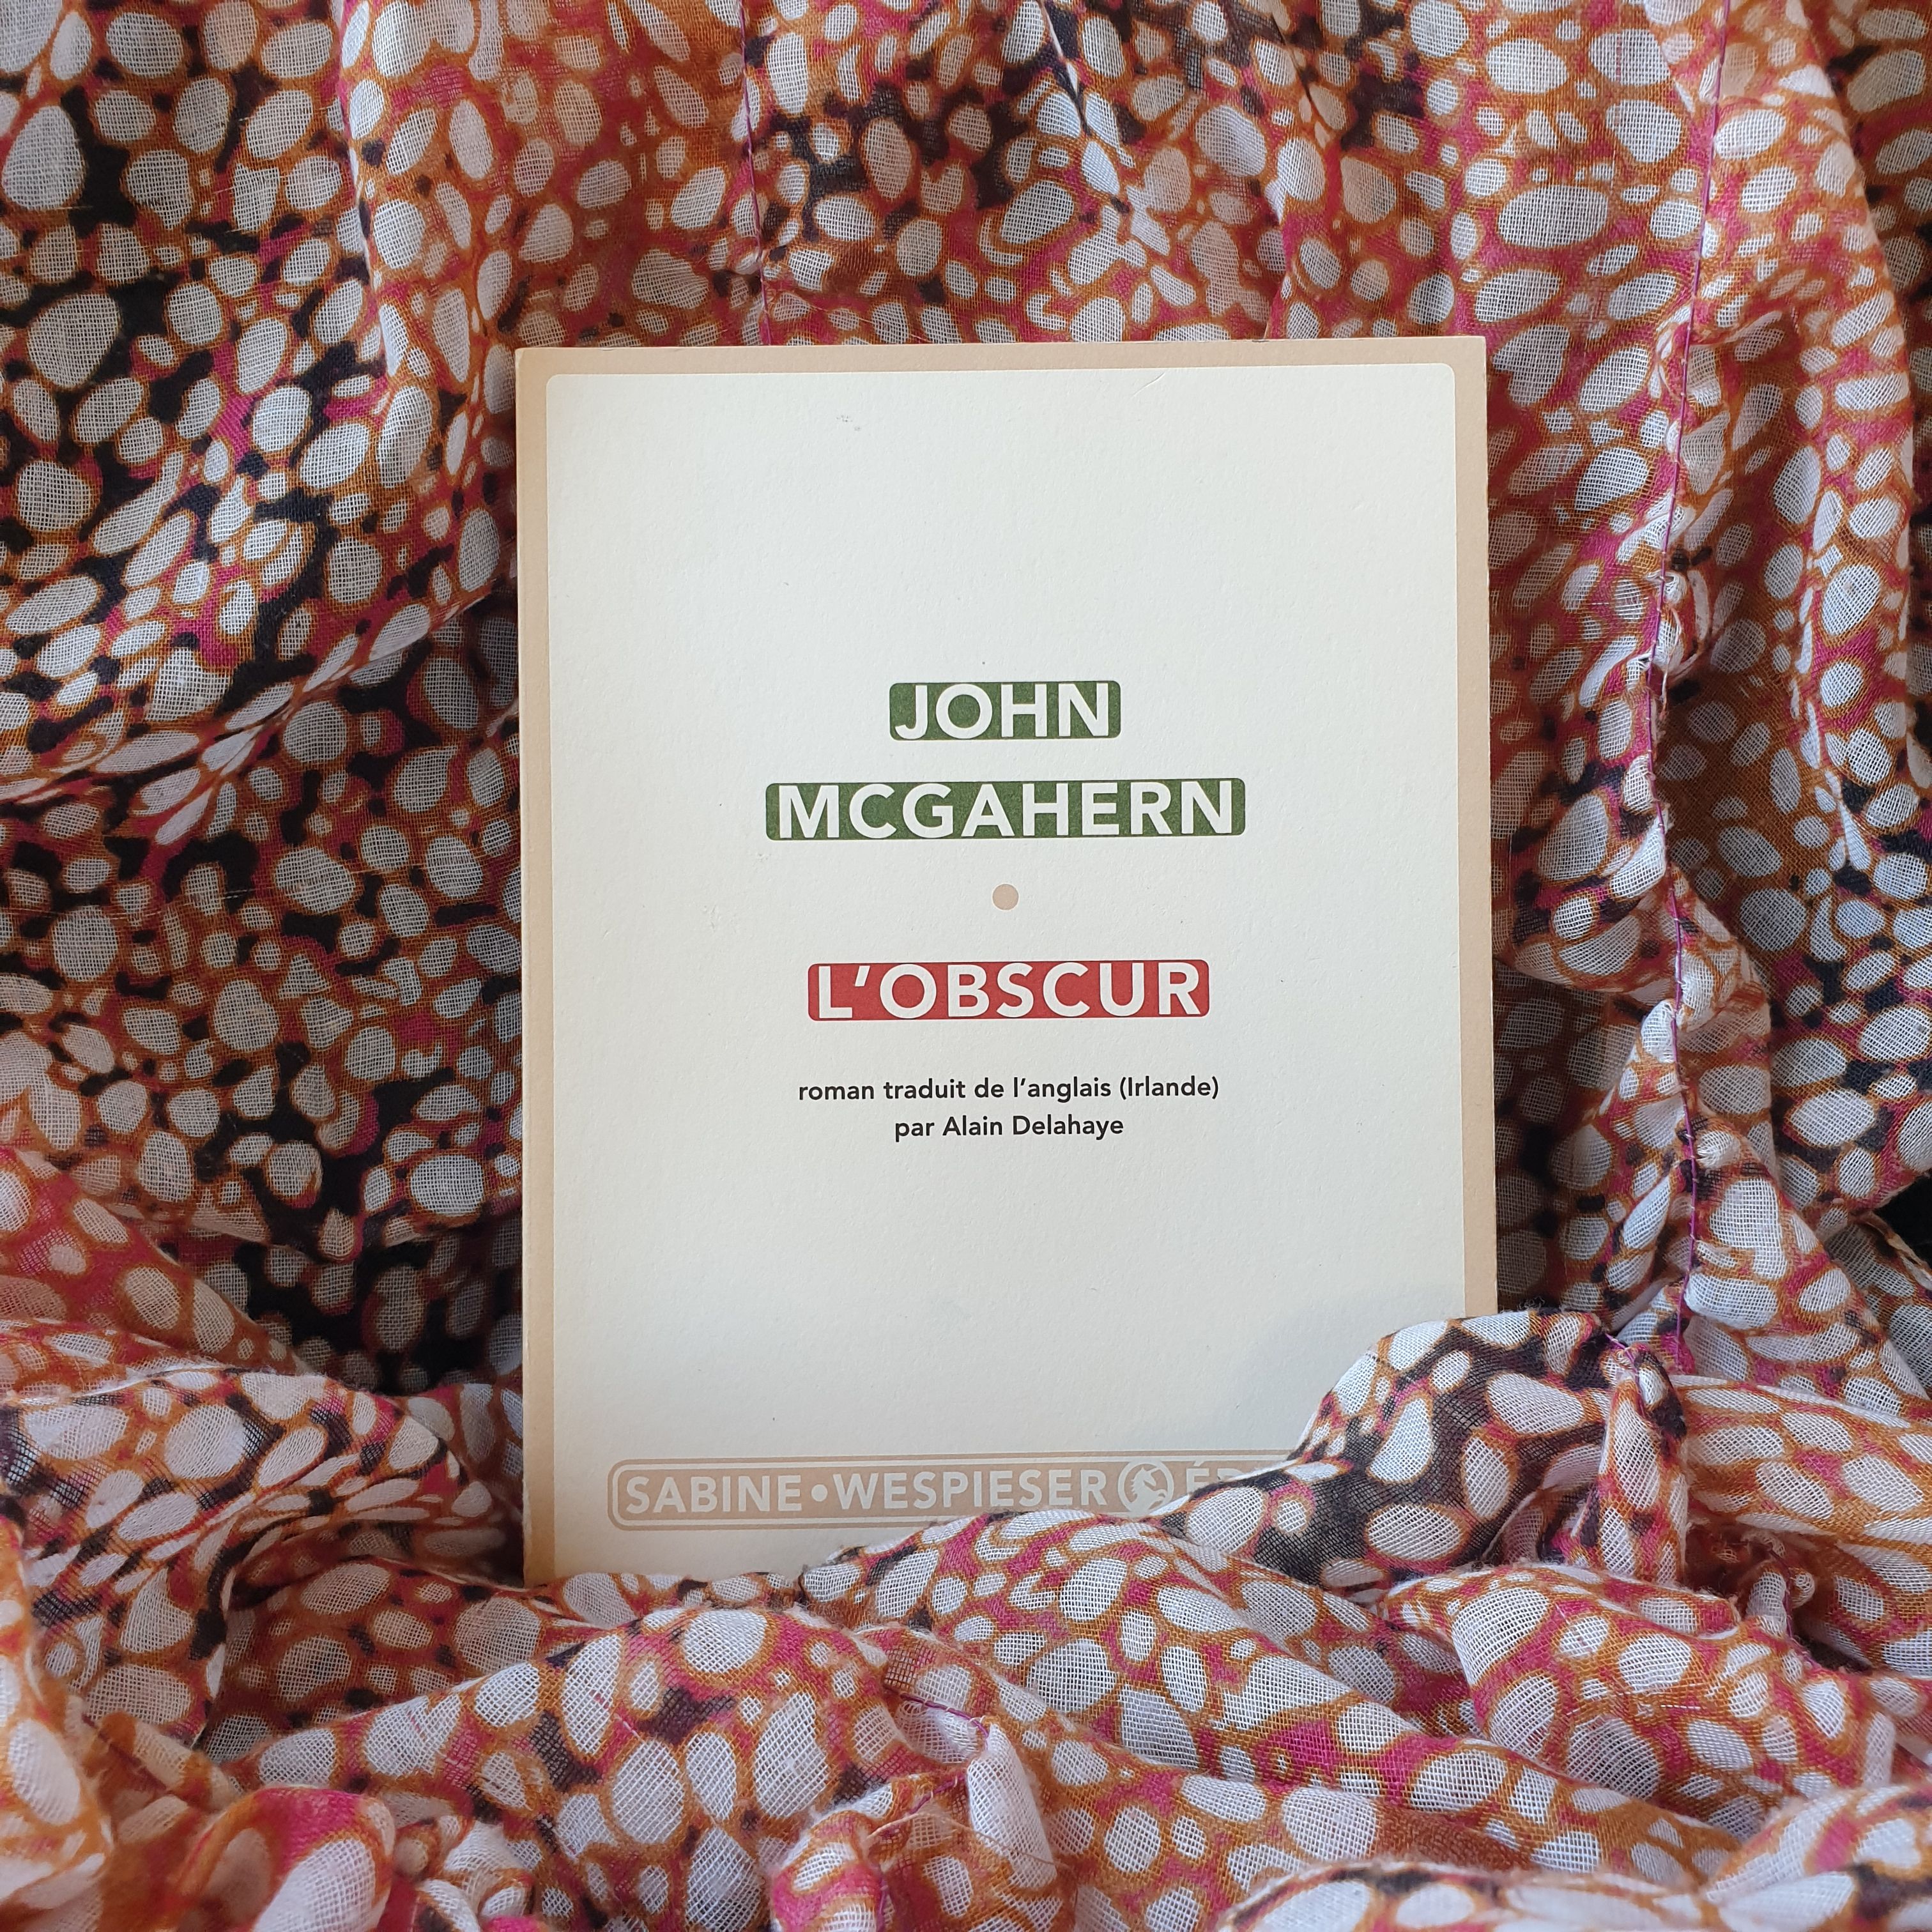 JOHN
MCGAHERN
L'OBSCUR
roman traduit de l'anglais (Irlande)
par Alain Delahaye
SABINE•WESPIESER